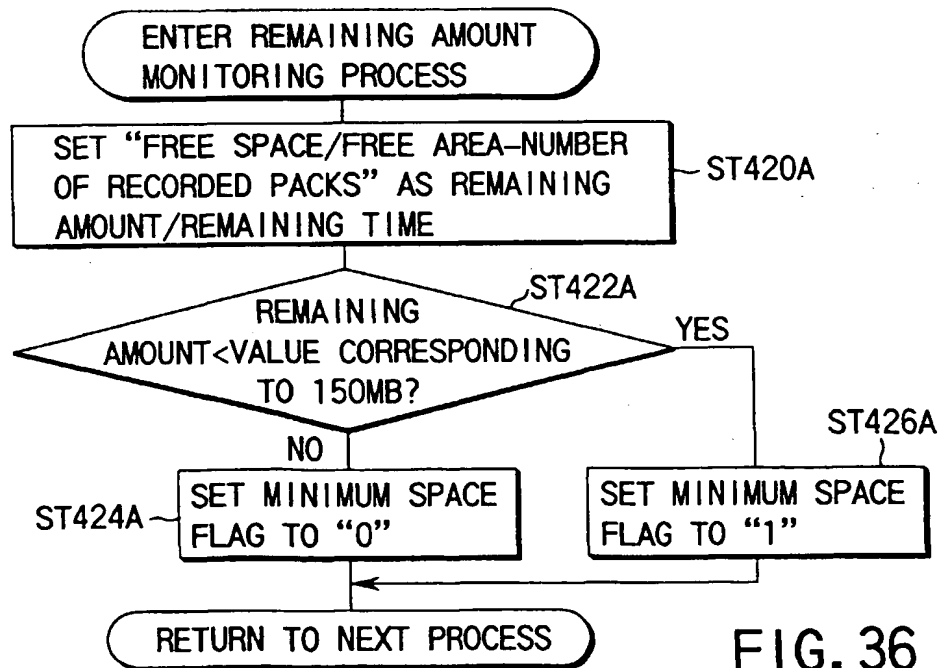 ENTER REMAINING AMOUNT
MONITORING PROCESS
SET “FREE SPACE/FREE AREA–NUMBER
OF RECORDED PACKS” AS REMAINING
AMOUNT/REMAINING TIME
ST420A
ST422A
REMAINING
AMOUNT<VALUE CORRESPONDING
TO 150MB?
YES
NO
ST426A
ST424A
SET MINIMUM SPACE
FLAG TO “0”
SET MINIMUM SPACE
FLAG TO “1”
RETURN TO NEXT PROCESS
FIG. 36